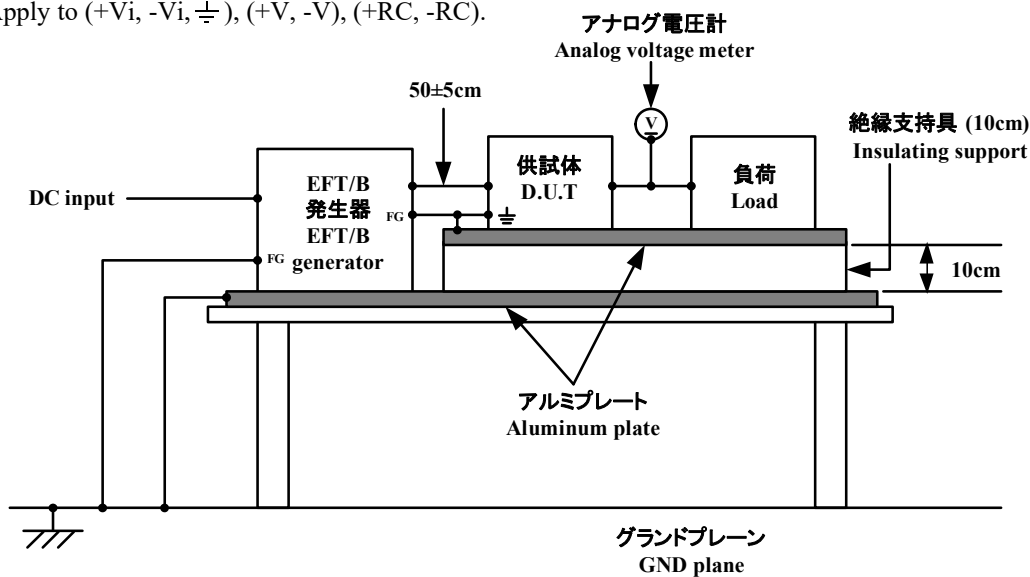 pply to (+Vi, -Vi, ⏚), (+V, -V), (+RC, -RC).
アナログ電圧計
Analog voltage meter
50±5cm
絶縁支持具 (10cm)
Insulating support
V
DC input
EFT/B
発生器
EFT/B
generator
FG
FG
供試体
D.U.T
負荷
Load
10cm
アルミプレート
Aluminum plate
グランドプレーン
GND plane